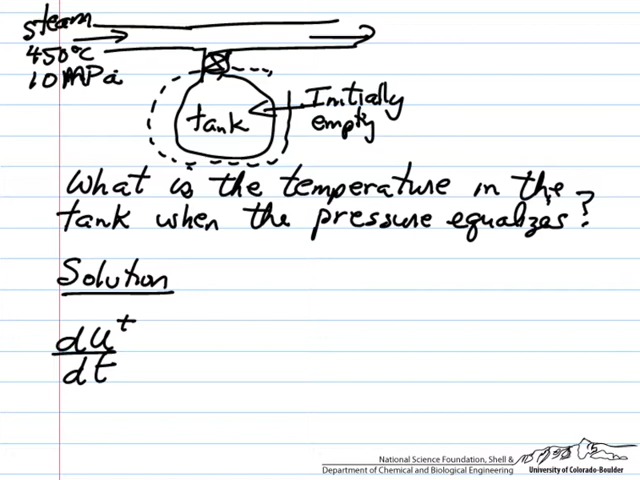 steam
450°C
10 MPa
tank
Initially
empty
What is the temperature in the
tank when the pressure equalizes?
Solution
dU^t
dt
National Science Foundation, Shell &
Department of Chemical and Biological Engineering
University of Colorado-Boulder